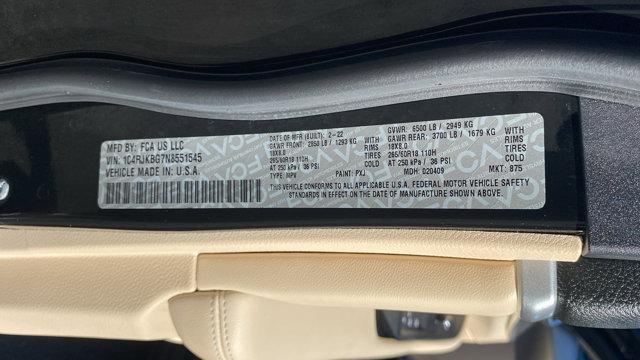 MFD BY: FCA US LLC
VIN: 1C4RJKBG7N8551545
VEHICLE MADE IN: U.S.A.
DATE OF MFR (BUILT): 2-22
GAWR FRONT: 2850 LB / 1293 KG
18X8.0
265/60R18 110H
AT 250 kPa / 36 PSI
TYPE: MPV PAINT: PXJ
WITH
RIMS
TIRES
COLD
GVWR: 6500 LB / 2949 KG
GAWR REAR: 3700 LB / 1679 KG
18X8.0
265/60R18 110H
AT 250 kPa / 36 PSI
MDH: 020409
WITH
RIMS
TIRES
COLD
MKT: 875
THIS VEHICLE CONFORMS TO ALL APPLICABLE U.S.A. FEDERAL MOTOR VEHICLE SAFETY
STANDARDS IN EFFECT ON DATE OF MANUFACTURE SHOWN ABOVE.